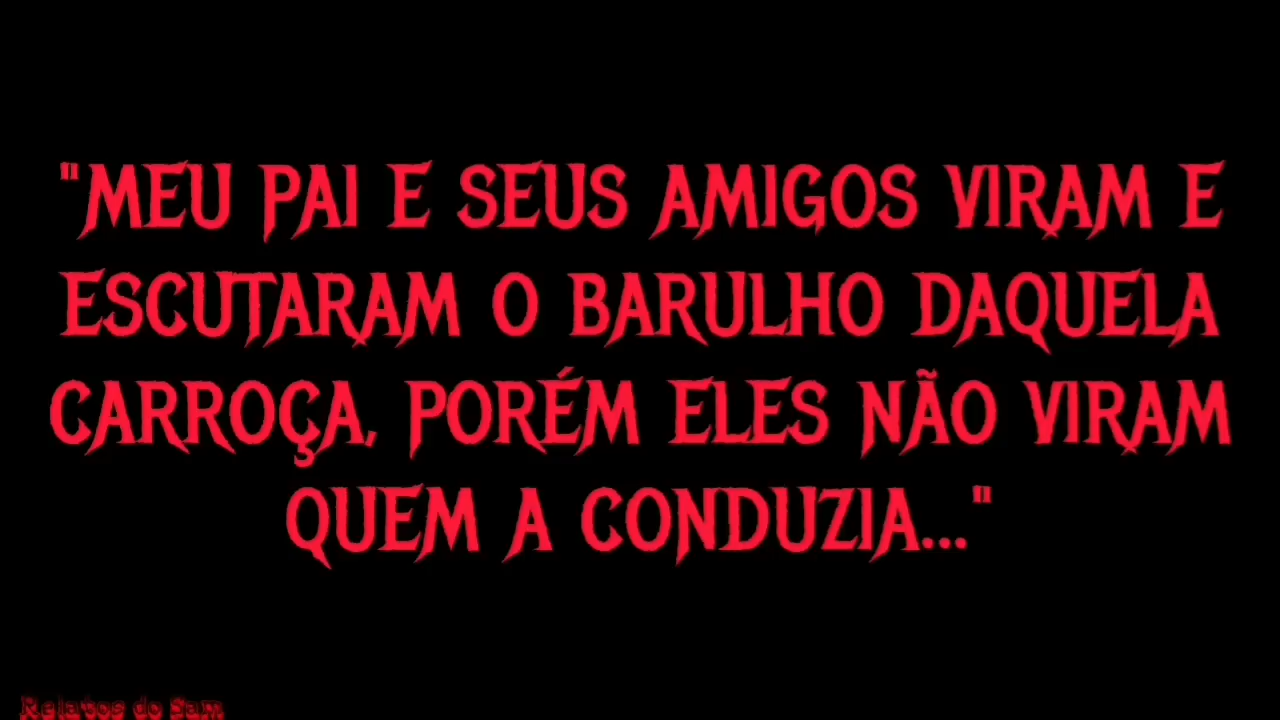 "MEU PAI E SEUS AMIGOS VIRAM E
ESCUTARAM O BARULHO DAQUELA
CARROÇA, PORÉM ELES NÃO VIRAM
QUEM A CONDUZIA..."
Relatos do Sam